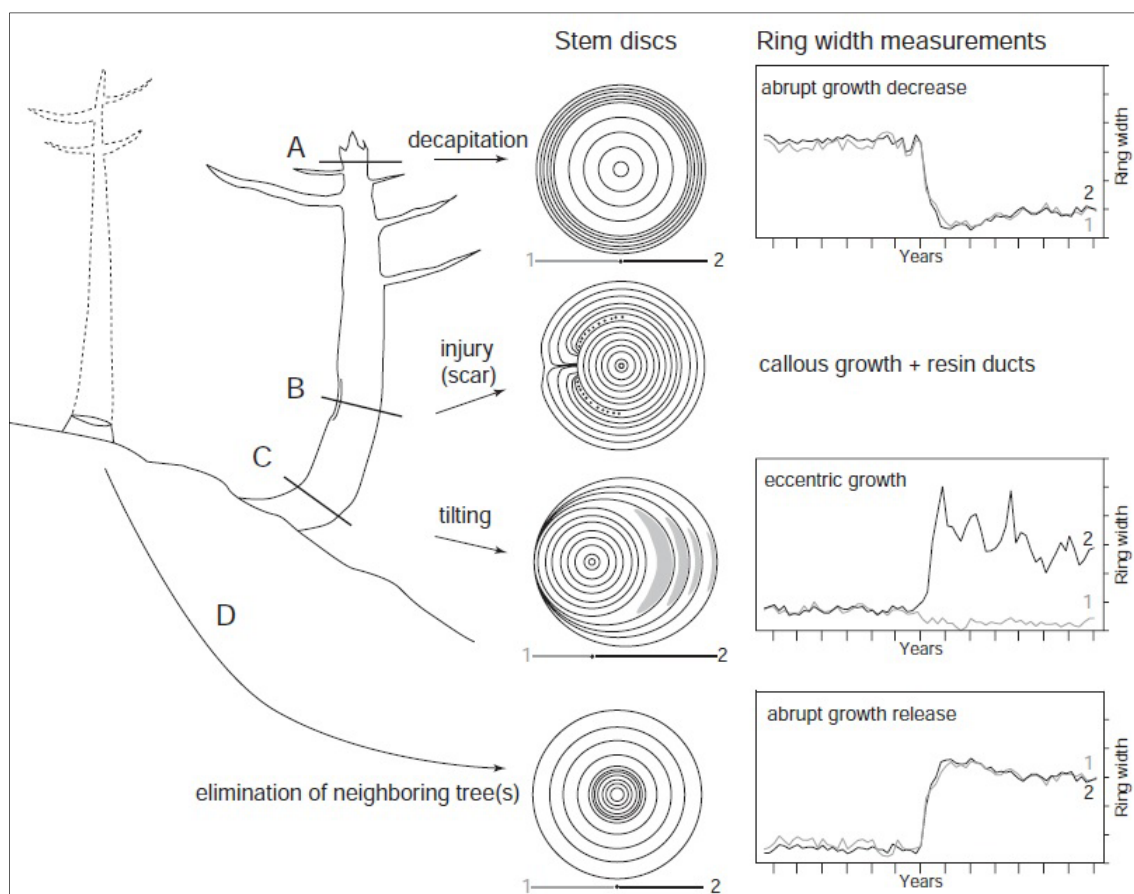 Stem discs
Ring width measurements
A
decapitation
1
2
abrupt growth decrease
2
1
Ring width
Years
B
injury
(scar)
callous growth + resin ducts
C
tilting
1
2
eccentric growth
2
1
Ring width
Years
D
elimination of neighboring tree(s)
1
2
abrupt growth release
1
2
Ring width
Years